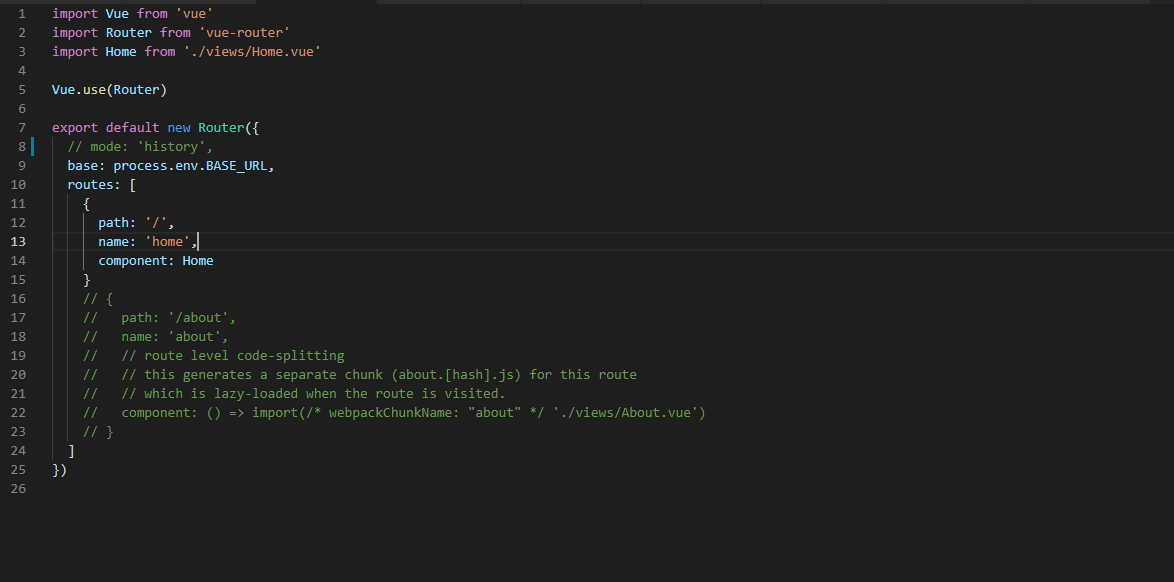 1 import Vue from 'vue'
2 import Router from 'vue-router'
3 import Home from './views/Home.vue'
4
5 Vue.use(Router)
6
7 export default new Router({
8   // mode: 'history',
9   base: process.env.BASE_URL,
10   routes: [
11     {
12       path: '/',
13       name: 'home',
14       component: Home
15     }
16     // {
17     //   path: '/about',
18     //   name: 'about',
19     //   // route level code-splitting
20     //   // this generates a separate chunk (about.[hash].js) for this route
21     //   // which is lazy-loaded when the route is visited.
22     //   component: () => import(/* webpackChunkName: "about" */ './views/About.vue')
23     // }
24   ]
25 })
26